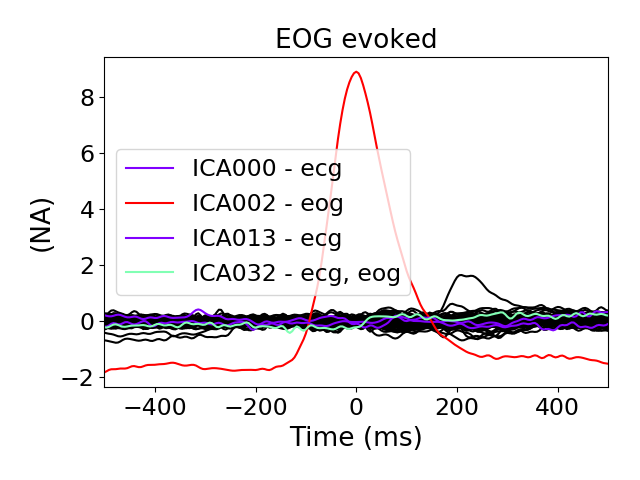 EOG evoked
8
6
4
2
0
−2
(NA)
ICA000 - ecg
ICA002 - eog
ICA013 - ecg
ICA032 - ecg, eog
−400 −200 0 200 400
Time (ms)